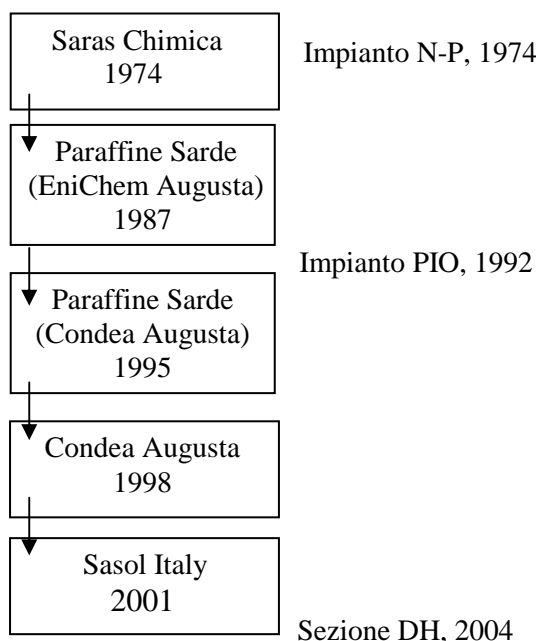 Saras Chimica
1974
Impianto N-P, 1974
Paraffine Sarde
(EniChem Augusta)
1987
Impianto PIO, 1992
Paraffine Sarde
(Condea Augusta)
1995
Condea Augusta
1998
Sasol Italy
2001
Sezione DH, 2004